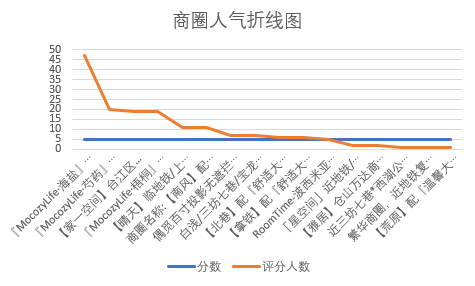 商圈人气折线图
50
45
40
35
30
25
20
15
10
5
0
『MocozyLife·海盐』…
『MocozyLife·芍药』…
【家一空间】台江区…
『MocozyLife·梧桐』…
【晴天】临地铁/上…
商圈名称，【南风】配…
偶觅百寸投影无遮拦…
白浅/三坊七巷/宝龙…
【北巷】配『舒适大…
【拿铁】配『舒适大…
RoomTime·波西米亚…
「星空间」近地铁/…
【雅居】仓山万达商…
近三坊七巷*西湖公…
繁华商圈，近地铁复…
【荒原】配『温馨大…
分数
评分人数